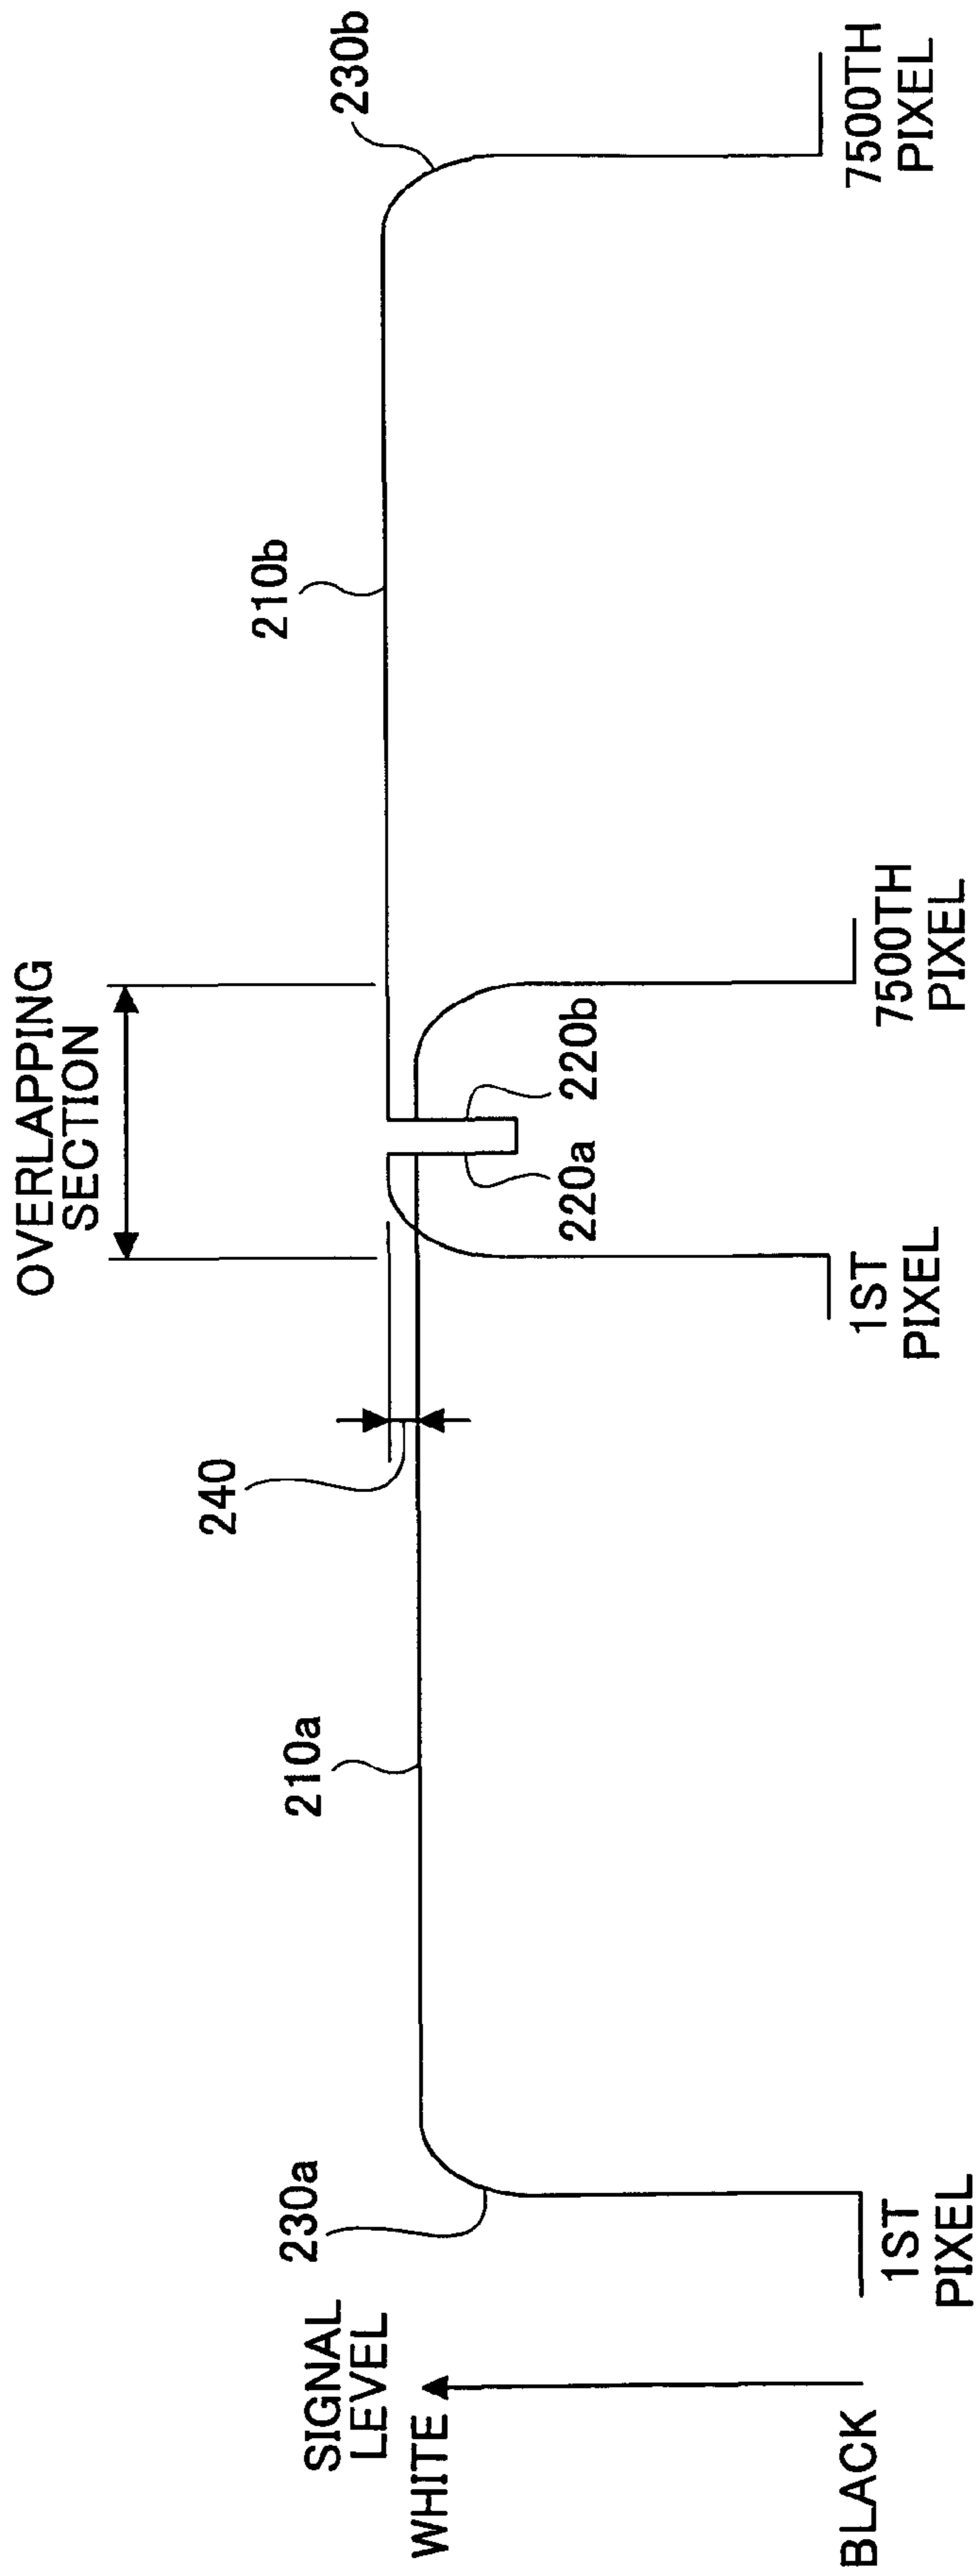 OVERLAPPING
SECTION
210b
230b
240
210a
230a
220a
220b
SIGNAL
LEVEL
WHITE
BLACK
1ST
PIXEL
1ST
PIXEL
7500TH
PIXEL
7500TH
PIXEL